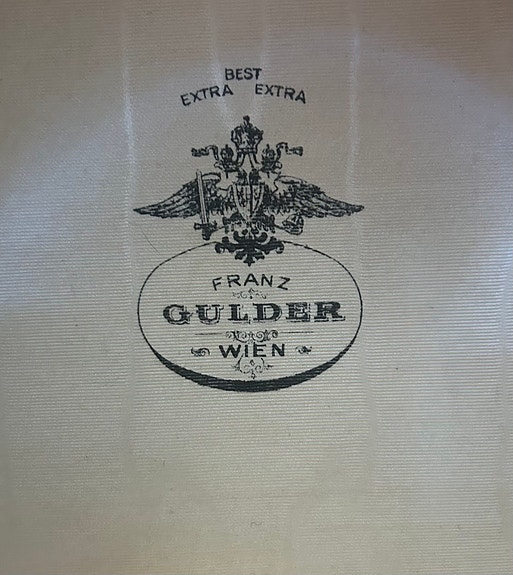 BEST
EXTRA EXTRA
FRANZ
GULDER
WIEN